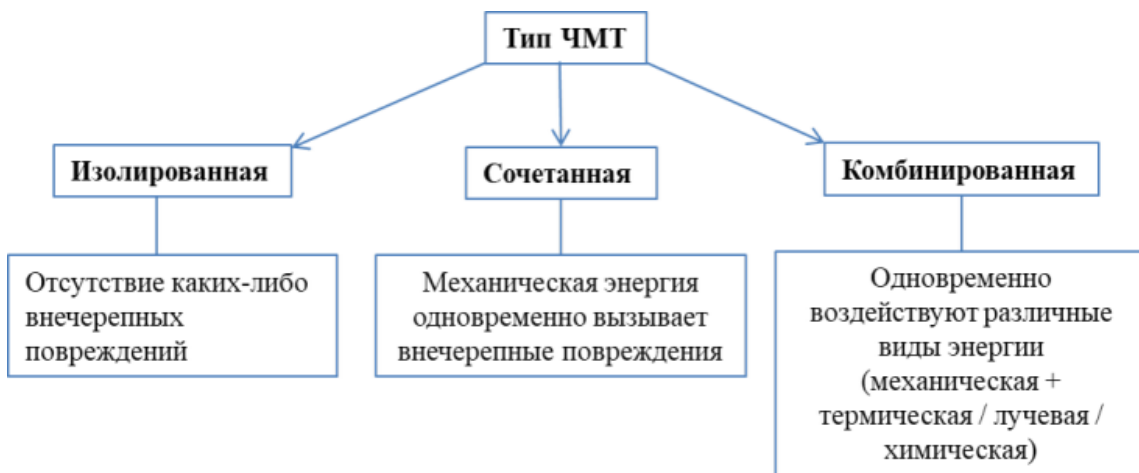 Тип ЧМТ
Изолированная
Сочетанная
Комбинированная
Отсутствие каких-либо
внечерепных
повреждений
Механическая энергия
одновременно вызывает
внечерепные повреждения
Одновременно
воздействуют различные
виды энергии
(механическая +
термическая / лучевая /
химическая)